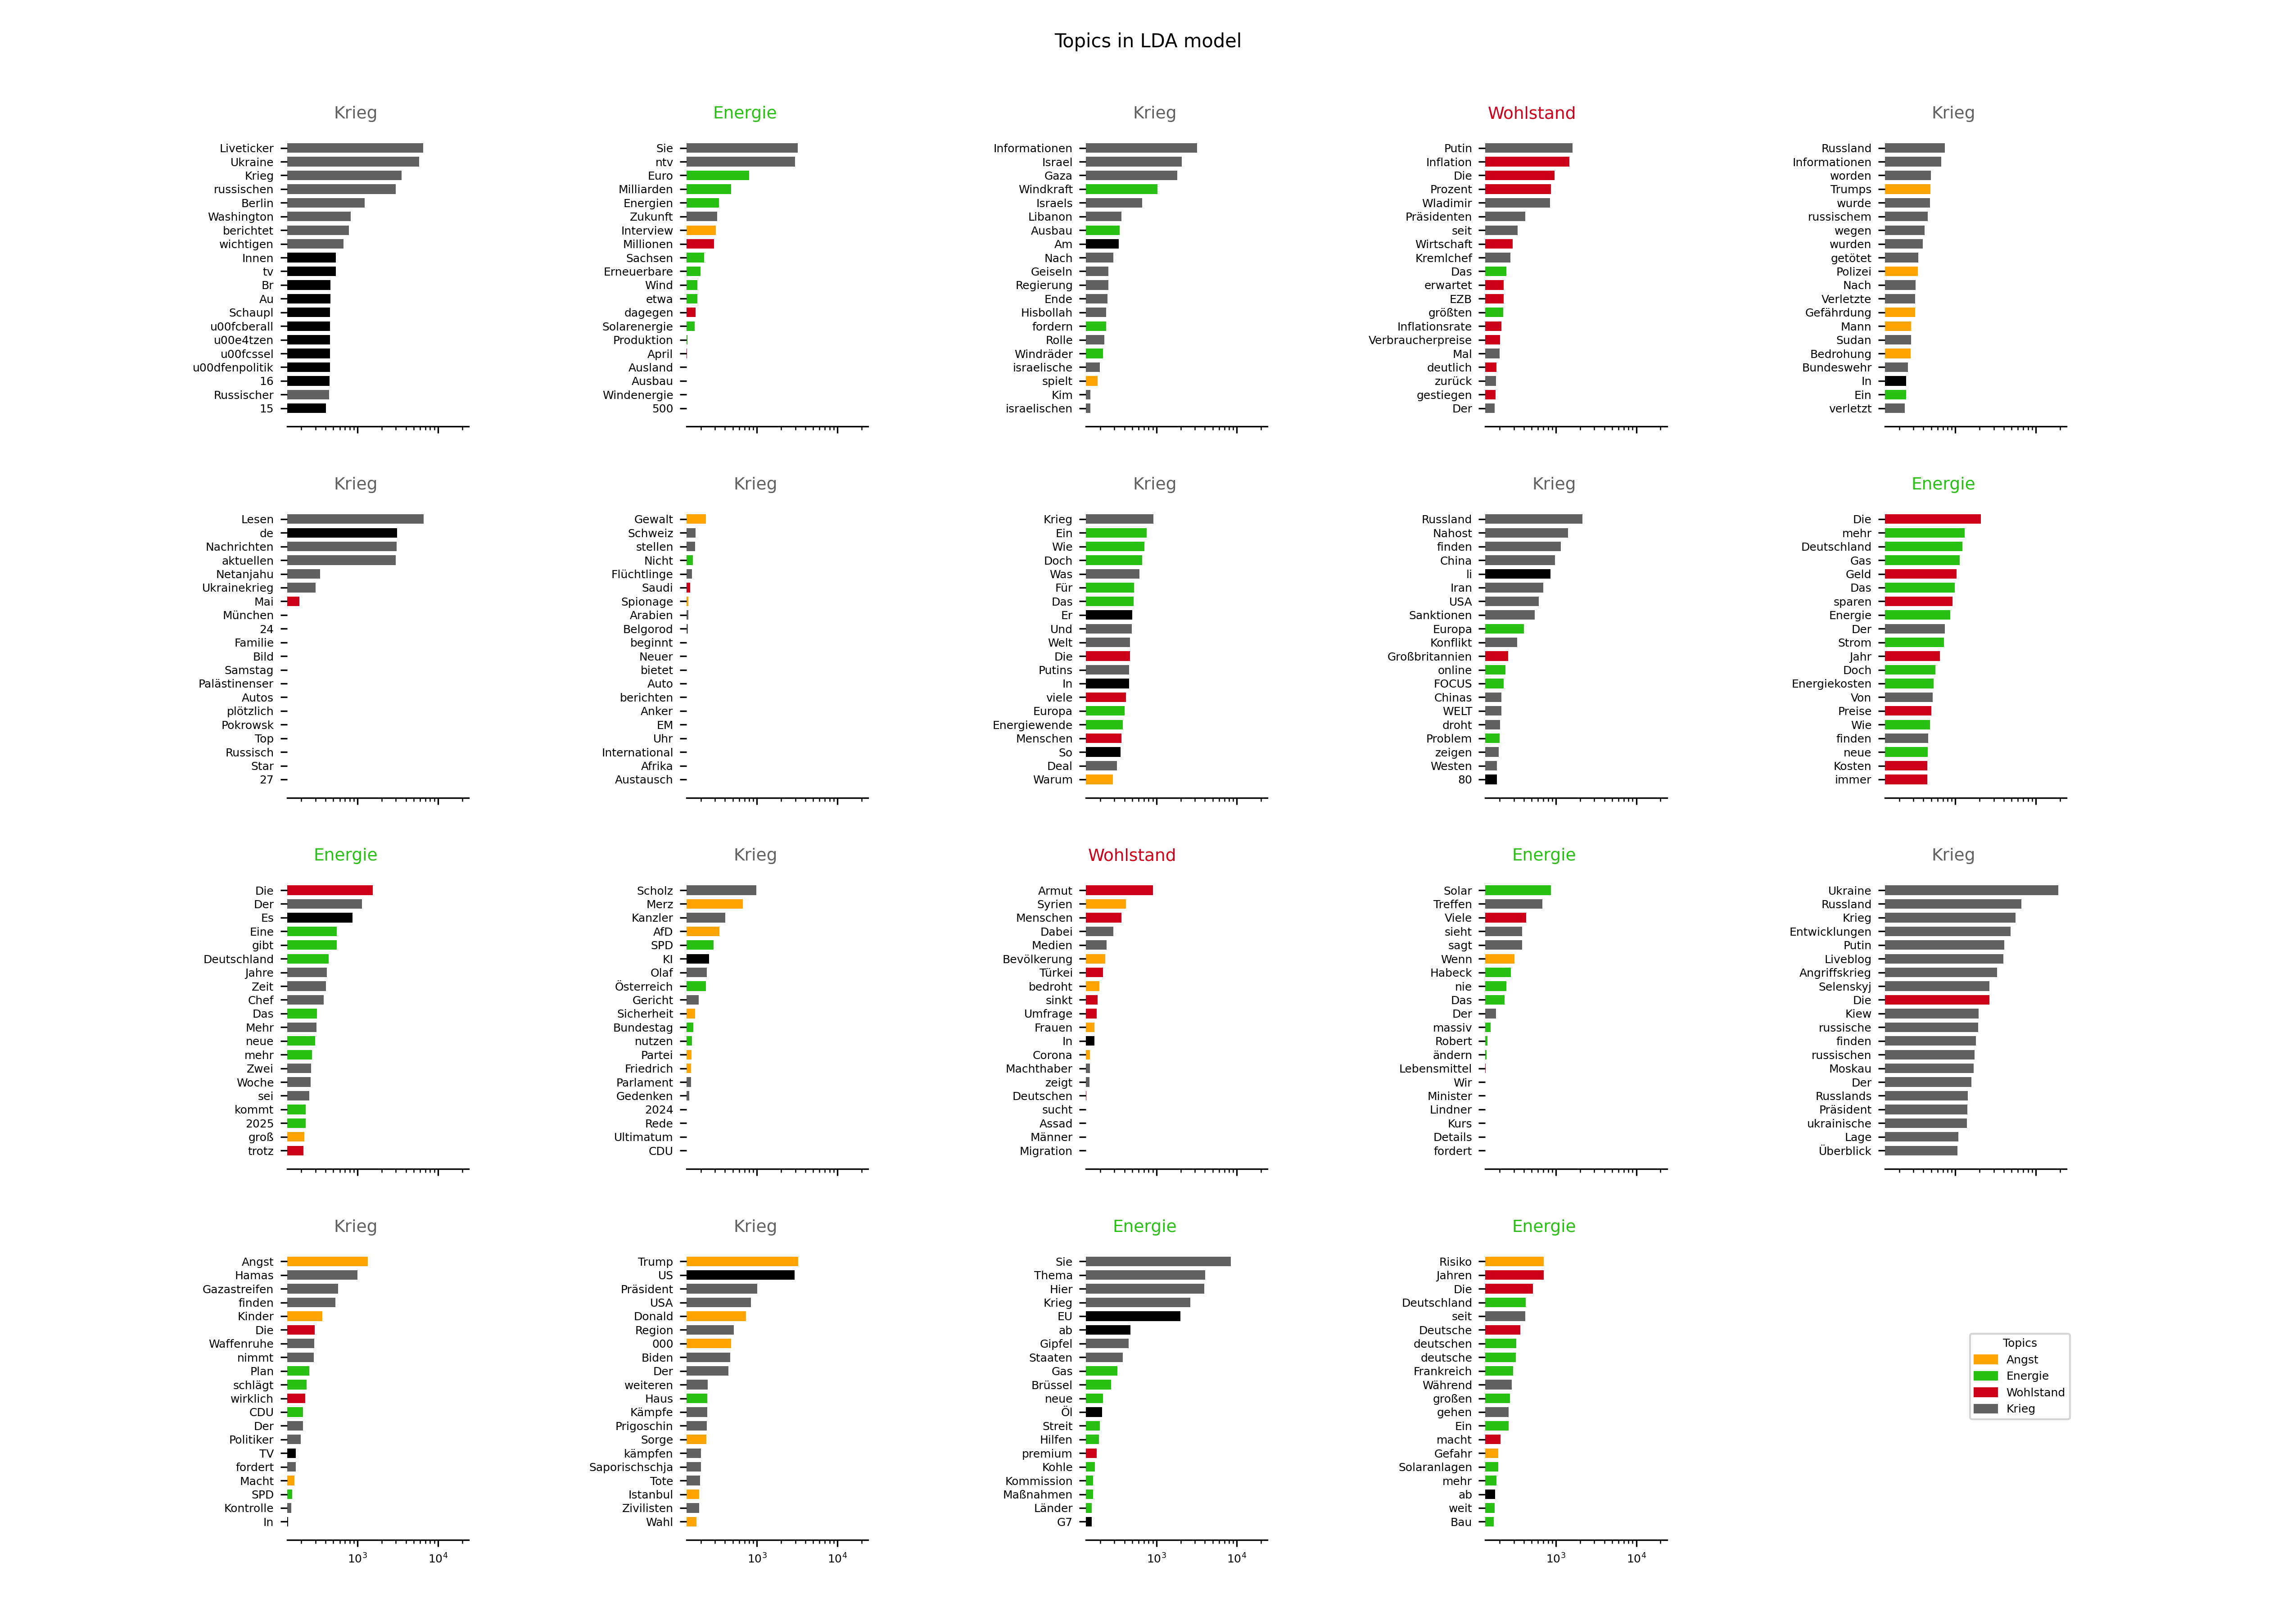 Topics in LDA model
Krieg
Liveticker
Ukraine
Krieg
russischen
Berlin
Washington
berichtet
wichtigen
Innen
tv
Br
Au
Schaupl
u00fcberall
u00e4tzen
u00fcssel
u00dfenpolitik
16
Russischer
15
Energie
Sie
ntv
Euro
Milliarden
Energien
Zukunft
Interview
Millionen
Sachsen
Erneuerbare
Wind
etwa
dagegen
Solarenergie
Produktion
April
Ausland
Ausbau
Windenergie
500
Krieg
Informationen
Israel
Gaza
Windkraft
Israels
Libanon
Ausbau
Am
Nach
Geiseln
Regierung
Ende
Hisbollah
fordern
Rolle
Windräder
israelische
spielt
Kim
israelischen
Wohlstand
Putin
Inflation
Die
Prozent
Wladimir
Präsidenten
seit
Wirtschaft
Kremlchef
Das
erwartet
EZB
größten
Inflationsrate
Verbraucherpreise
Mal
deutlich
zurück
gestiegen
Der
Krieg
Russland
Informationen
worden
Trumps
wurde
russischem
wegen
wurden
getötet
Polizei
Nach
Verletzte
Gefährdung
Mann
Sudan
Bedrohung
Bundeswehr
In
Ein
verletzt
Krieg
Lesen
de
Nachrichten
aktuellen
Netanjahu
Ukrainekrieg
Mai
München
24
Familie
Bild
Samstag
Palästinenser
Autos
plötzlich
Pokrowsk
Top
Russisch
Star
27
Krieg
Gewalt
Schweiz
stellen
Nicht
Flüchtlinge
Saudi
Spionage
Arabien
Belgorod
beginnt
Neuer
bietet
Auto
berichten
Anker
EM
Uhr
International
Afrika
Austausch
Krieg
Krieg
Ein
Wie
Doch
Was
Für
Das
Er
Und
Welt
Die
Putins
In
viele
Europa
Energiewende
Menschen
So
Deal
Warum
Krieg
Russland
Nahost
finden
China
li
Iran
USA
Sanktionen
Europa
Konflikt
Großbritannien
online
FOCUS
Chinas
WELT
droht
Problem
zeigen
Westen
80
Energie
Die
mehr
Deutschland
Gas
Geld
Das
sparen
Energie
Der
Strom
Jahr
Doch
Energiekosten
Von
Preise
Wie
finden
neue
Kosten
immer
Energie
Die
Der
Es
Eine
gibt
Deutschland
Jahre
Zeit
Chef
Das
Mehr
neue
mehr
Zwei
Woche
sei
kommt
2025
groß
trotz
Krieg
Scholz
Merz
Kanzler
AfD
SPD
KI
Olaf
Österreich
Gericht
Sicherheit
Bundestag
nutzen
Partei
Friedrich
Parlament
Gedenken
2024
Rede
Ultimatum
CDU
Wohlstand
Armut
Syrien
Menschen
Dabei
Medien
Bevölkerung
Türkei
bedroht
sinkt
Umfrage
Frauen
In
Corona
Machthaber
zeigt
Deutschen
sucht
Assad
Männer
Migration
Energie
Solar
Treffen
Viele
sieht
sagt
Wenn
Habeck
nie
Das
Der
massiv
Robert
ändern
Lebensmittel
Wir
Minister
Lindner
Kurs
Details
fordert
Krieg
Ukraine
Russland
Krieg
Entwicklungen
Putin
Liveblog
Angriffskrieg
Selenskyj
Die
Kiew
russische
finden
russischen
Moskau
Der
Russlands
Präsident
ukrainische
Lage
Überblick
Krieg
Angst
Hamas
Gazastreifen
finden
Kinder
Die
Waffenruhe
nimmt
Plan
schlägt
wirklich
CDU
Der
Politiker
TV
fordert
Macht
SPD
Kontrolle
In
10³ 10⁴
Krieg
Trump
US
Präsident
USA
Donald
Region
000
Biden
Der
weiteren
Haus
Kämpfe
Prigoschin
Sorge
kämpfen
Saporischschja
Tote
Istanbul
Zivilisten
Wahl
10³ 10⁴
Energie
Sie
Thema
Hier
Krieg
EU
ab
Gipfel
Staaten
Gas
Brüssel
neue
Öl
Streit
Hilfen
premium
Kohle
Kommission
Maßnahmen
Länder
G7
10³ 10⁴
Energie
Risiko
Jahren
Die
Deutschland
seit
Deutsche
deutschen
deutsche
Frankreich
Während
großen
gehen
Ein
macht
Gefahr
Solaranlagen
mehr
ab
weit
Bau
10³ 10⁴
Topics
Angst
Energie
Wohlstand
Krieg